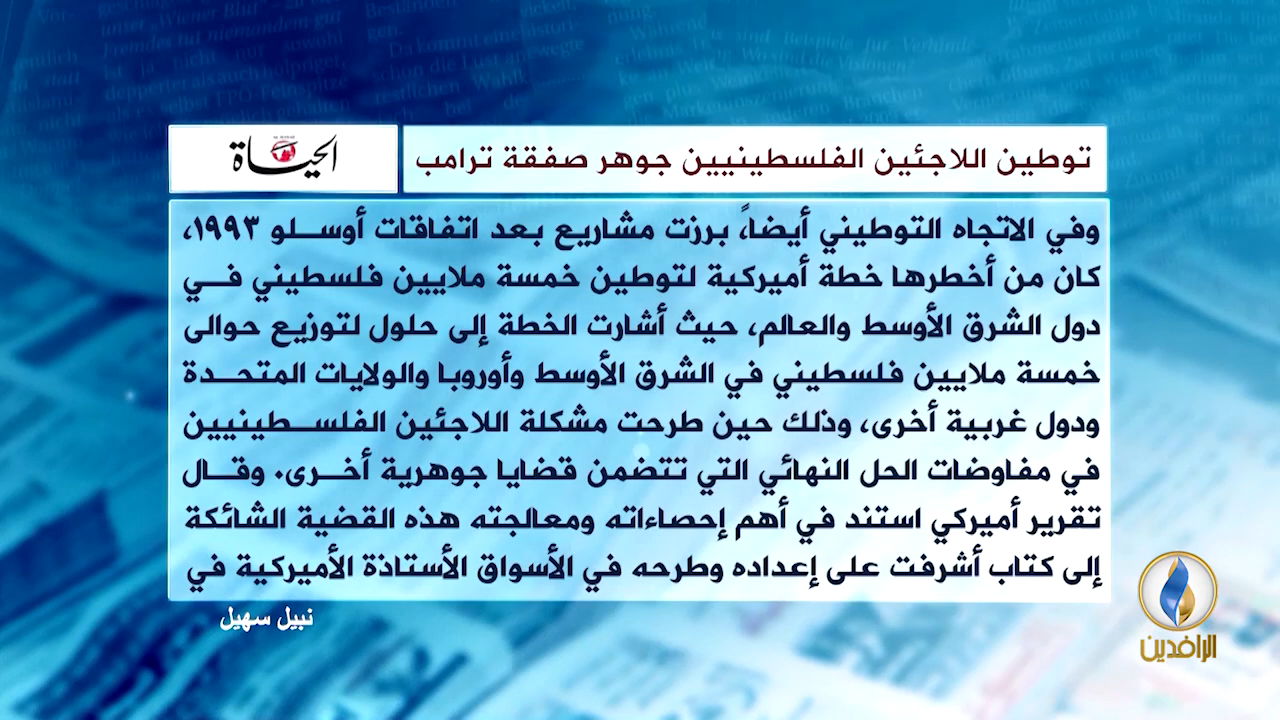 توطين اللاجئين الفلسطينيين جوهر صفقة ترامب
الحياة
وفي الاتجاه التوطيني أيضاً، برزت مشاريع بعد اتفاقات أوسلو ١٩٩٣،
كان من أخطرها خطة أميركية لتوطين خمسة ملايين فلسطيني في
دول الشرق الأوسط والعالم، حيث أشارت الخطة إلى حلول لتوزيع حوالى
خمسة ملايين فلسطيني في الشرق الأوسط وأوروبا والولايات المتحدة
ودول غربية أخرى، وذلك حين طرحت مشكلة اللاجئين الفلسطينيين
في مفاوضات الحل النهائي التي تتضمن قضايا جوهرية أخرى. وقال
تقرير أميركي استند في أهم إحصاءاته ومعالجته هذه القضية الشائكة
إلى كتاب أشرفت على إعداده وطرحه في الأسواق الأستاذة الأميركية في
نبيل سهيل
الرافدين